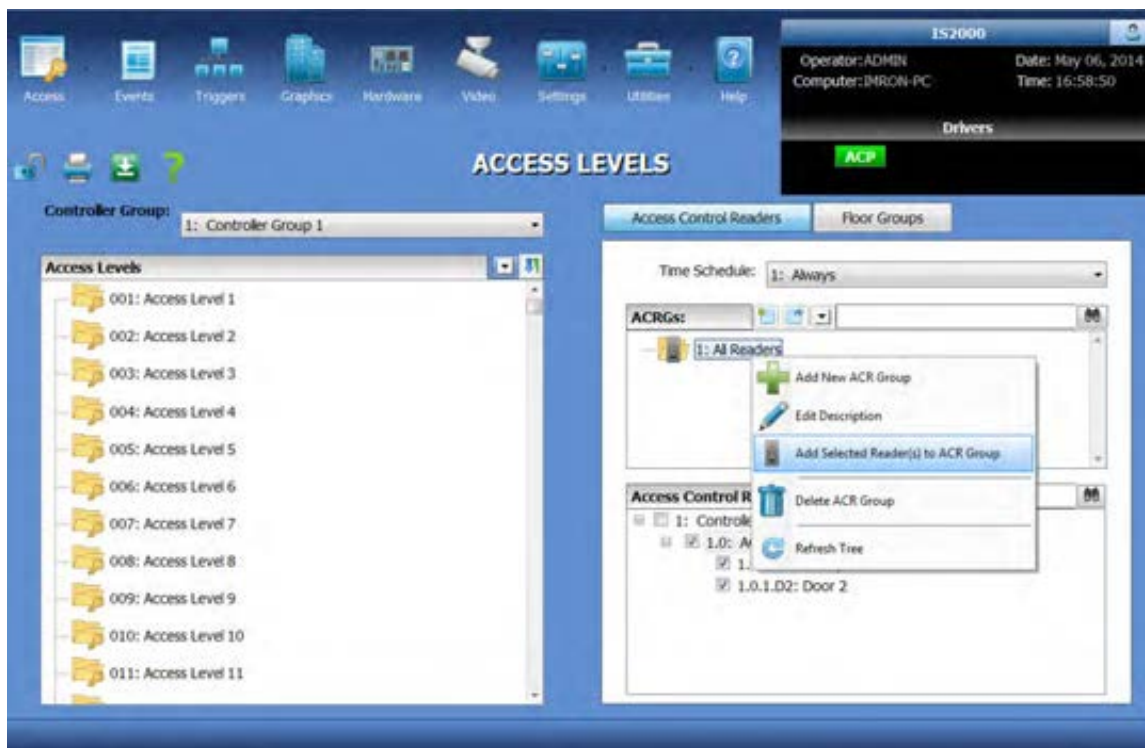 IS2000
Operator:ADMIN
Date: May 06, 2014
Computer:IMRON-PC
Time: 16:58:50
Drivers
ACP
Access
Events
Triggers
Graphics
Hardware
Video
Settings
Utilities
Help
?
?
ACCESS LEVELS
Controller Group:
1: Controller Group 1
Access Levels
001: Access Level 1
002: Access Level 2
003: Access Level 3
004: Access Level 4
005: Access Level 5
006: Access Level 6
007: Access Level 7
008: Access Level 8
009: Access Level 9
010: Access Level 10
011: Access Level 11
Access Control Readers
Floor Groups
Time Schedule:
1: Always
ACRGs:
1: All Readers
Add New ACR Group
Edit Description
Add Selected Reader(s) to ACR Group
Delete ACR Group
Refresh Tree
Access Control R
1: Controlle
1.0: A
1.
1.0.1.D2: Door 2